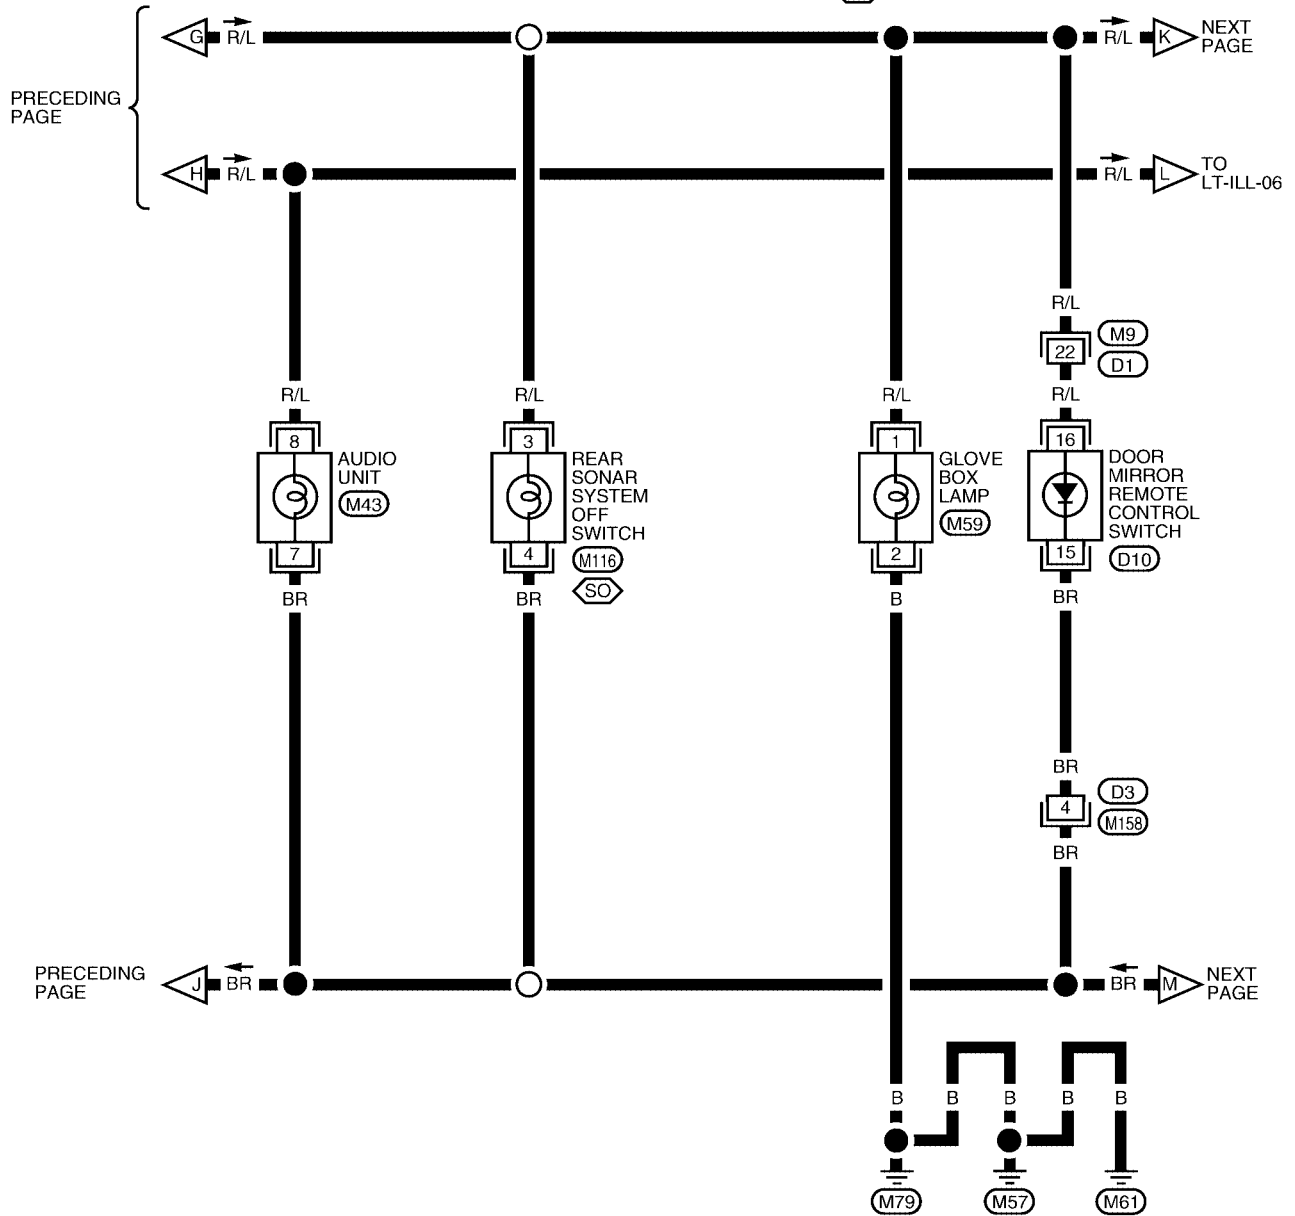 G R/L R/L K NEXT
PAGE
PRECEDING
PAGE
H R/L R/L L TO
LT-ILL-06
R/L
M9
22
D1
R/L R/L R/L R/L
8 3 1 16
AUDIO
UNIT
M43
REAR
SONAR
SYSTEM
OFF
SWITCH
M116
SO
GLOVE
BOX
LAMP
M59
DOOR
MIRROR
REMOTE
CONTROL
SWITCH
D10
7 4 2 15
BR BR B BR
BR
D3
4
M158
BR
PRECEDING
PAGE
J BR BR M NEXT
PAGE
B B B B B
M79 M57 M61